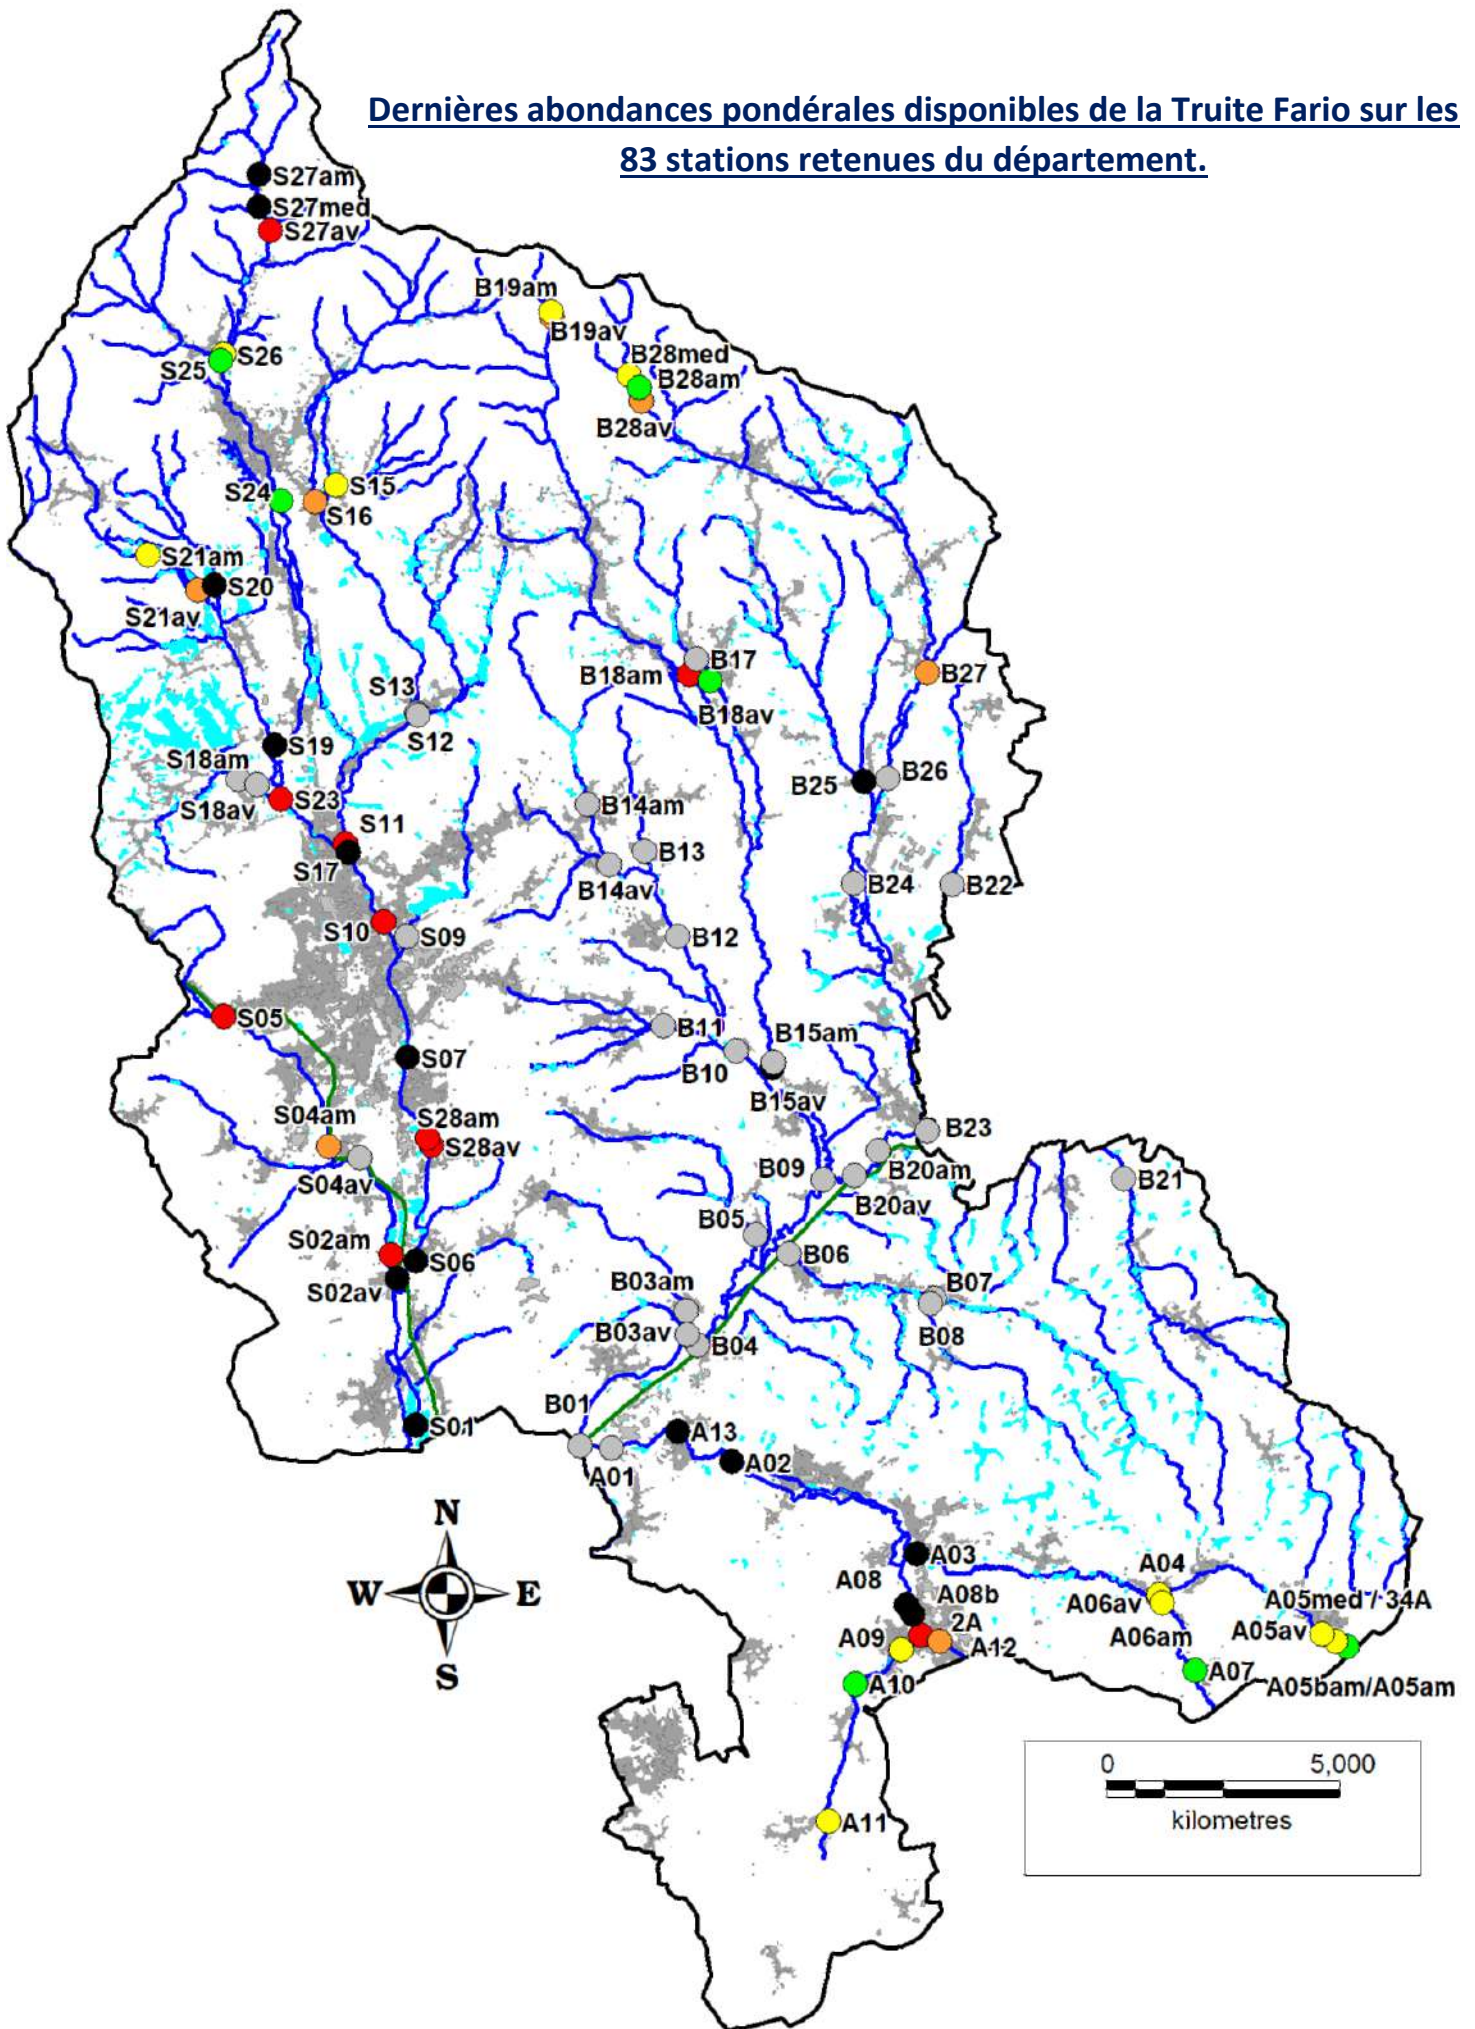 Dernières abondances pondérales disponibles de la Truite Fario sur les
83 stations retenues du département.
S27am
S27med
S27av
B19am
B19av
S26
S25
B28med
B28am
B28av
S15
S24
S16
S21am
S20
S21av
B17
B18am
B27
B18av
S13
S12
S19
S18am
B26
B25
S18av
S23
B14am
S11
S17
B13
B14av
B24
B22
S10
S09
B12
S05
B11
B15am
S07
B10
B15av
S04am
S28am
S28av
B23
S04av
B20am
B09
B21
B20av
B05
S02am
S06
B06
S02av
B03am
B07
B03av
B04
B08
B01
S01
A13
A02
A01
N
W
E
S
A03
A04
A08
A08b
A06av
A05med / 34A
2A
A09
A12
A06am
A05av
A10
A07
A05bam/A05am
0
5,000
kilometres
A11